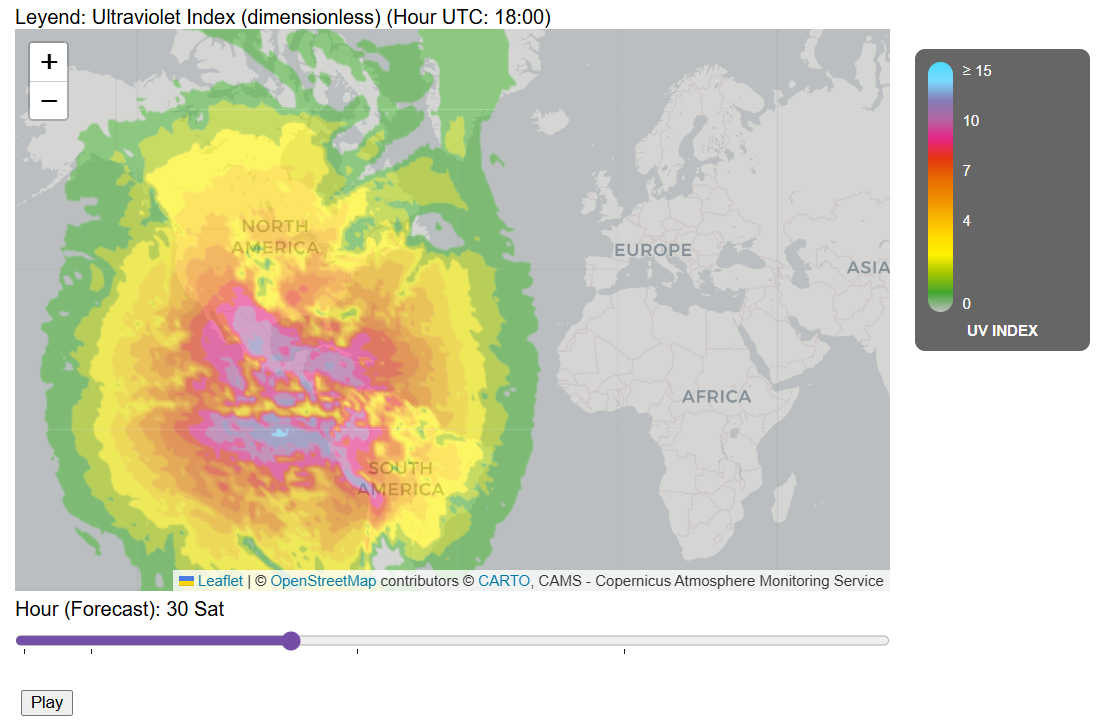 Leyend: Ultraviolet Index (dimensionless) (Hour UTC: 18:00)
+
−
NORTH
AMERICA
EUROPE
ASIA
AFRICA
SOUTH
AMERICA
≥ 15
10
7
4
0
UV INDEX
Leaflet | © OpenStreetMap contributors © CARTO, CAMS - Copernicus Atmosphere Monitoring Service
Hour (Forecast): 30 Sat
Play